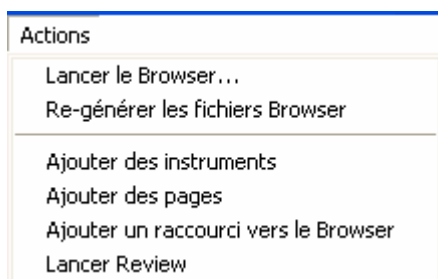 Actions
Lancer le Browser...
Re-générer les fichiers Browser
Ajouter des instruments
Ajouter des pages
Ajouter un raccourci vers le Browser
Lancer Review